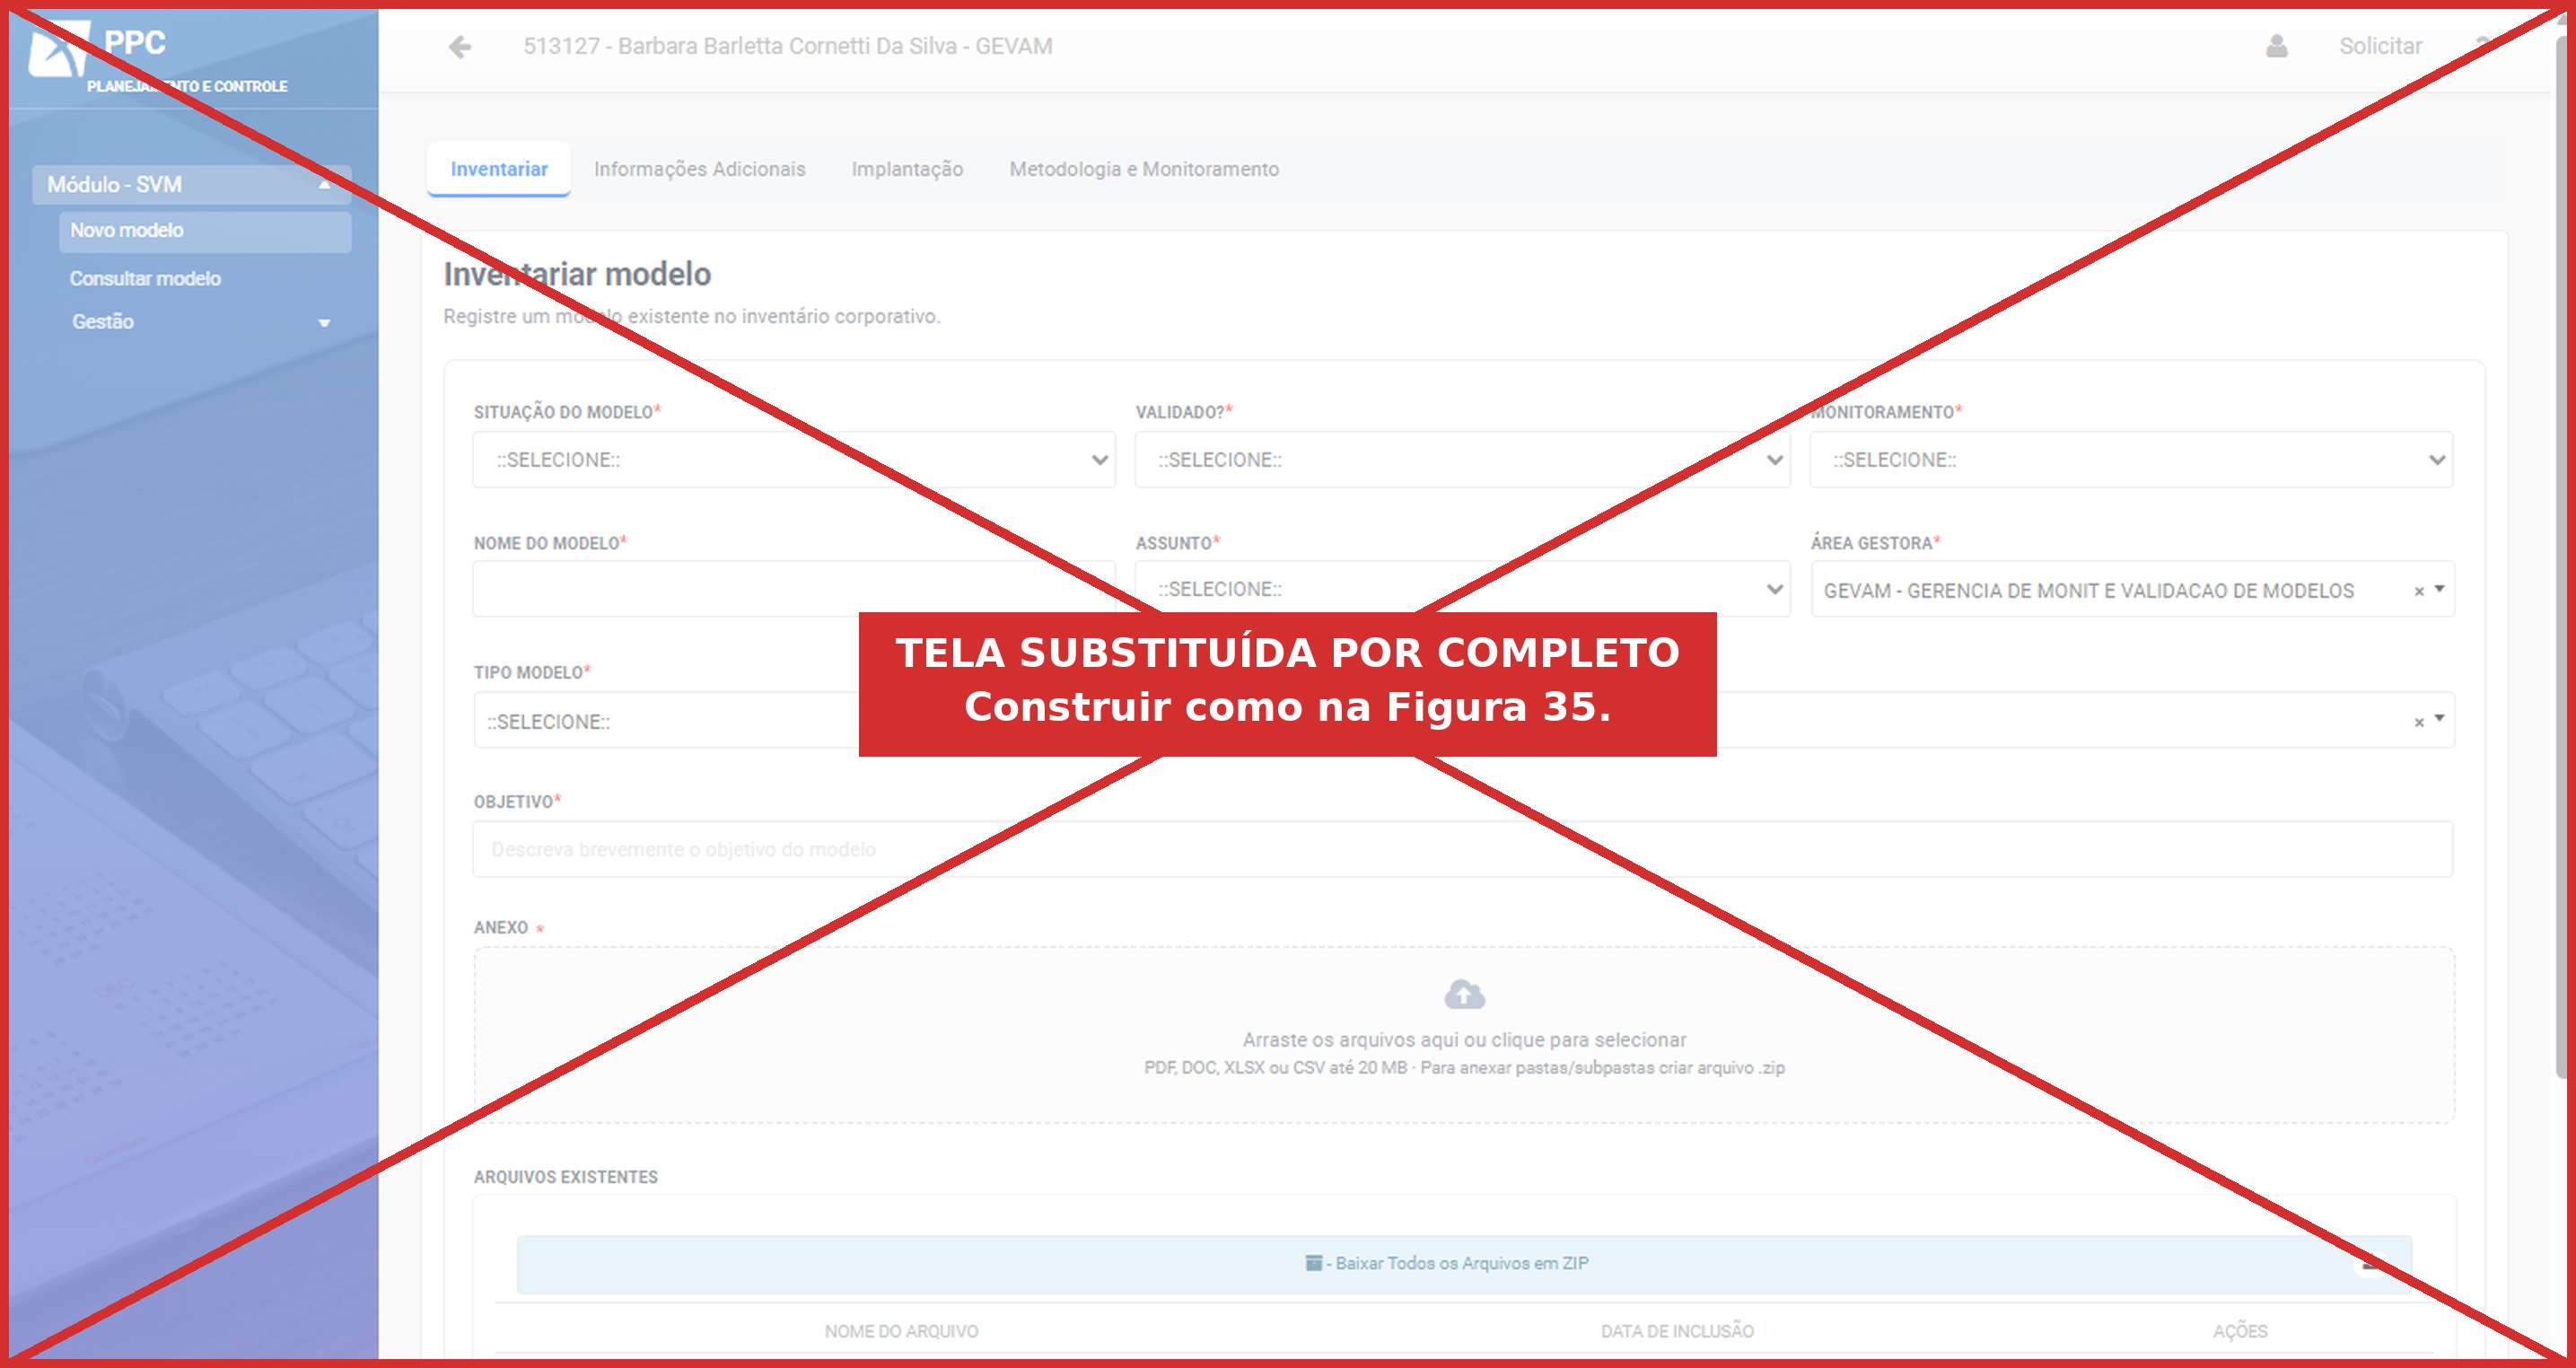 PPC
PLANEJAMENTO E CONTROLE
513127 - Barbara Barletta Cornetti Da Silva - GEVAM
Solicitar
Módulo - SVM
Novo modelo
Consultar modelo
Gestão
Inventariar
Informações Adicionais
Implantação
Metodologia e Monitoramento
Inventariar modelo
Registre um modelo existente no inventário corporativo.
SITUAÇÃO DO MODELO*
VALIDADO?*
MONITORAMENTO*
::SELECIONE::
::SELECIONE::
::SELECIONE::
NOME DO MODELO*
ASSUNTO*
ÁREA GESTORA*
::SELECIONE::
GEVAM - GERENCIA DE MONIT E VALIDACAO DE MODELOS
×
TELA SUBSTITUÍDA POR COMPLETO
Construir como na Figura 35.
TIPO MODELO*
::SELECIONE::
×
OBJETIVO*
Descreva brevemente o objetivo do modelo
ANEXO *
Arraste os arquivos aqui ou clique para selecionar
PDF, DOC, XLSX ou CSV até 20 MB · Para anexar pastas/subpastas criar arquivo .zip
ARQUIVOS EXISTENTES
- Baixar Todos os Arquivos em ZIP
NOME DO ARQUIVO
DATA DE INCLUSÃO
AÇÕES